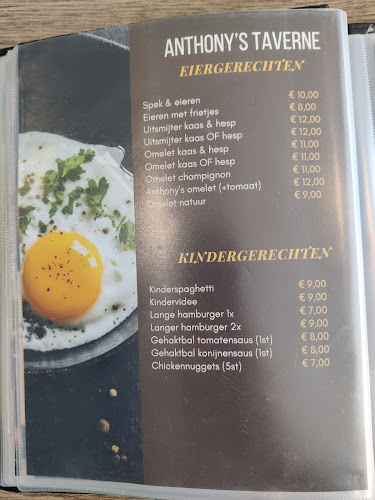 ANTHONY'S TAVERNE
EIERGERECHTEN
Spek & eieren € 10,00
Eieren met frietjes € 8,00
Uitsmijter kaas & hesp € 12,00
Uitsmijter kaas OF hesp € 12,00
Omelet kaas & hesp € 11,00
Omelet kaas OF hesp € 11,00
Omelet champignon € 11,00
Anthony's omelet (+tomaat) € 12,00
Omelet natuur € 9,00
KINDERGERECHTEN
Kinderspaghetti € 9,00
Kindervidee € 9,00
Lange hamburger 1x € 7,00
Langer hamburger 2x € 9,00
Gehaktbal tomatensaus (1st) € 8,00
Gehaktbal konijnensaus (1st) € 8,00
Chickennuggets (5st) € 7,00